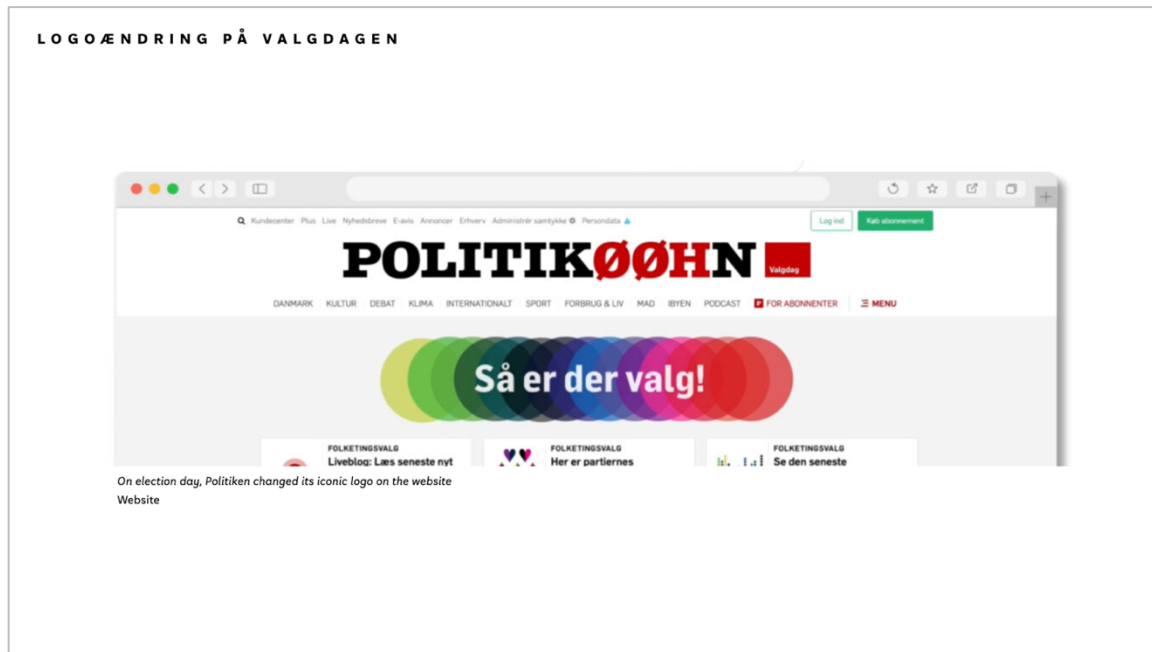 LOGOÆNDRING PÅ VALGDAGEN
Kundecenter Plus Live Nyhedsbreve E-avis Annoncer Erhverv Administrér samtykke Persondata
Log ind
Køb abonnement
POLITIKØØHN
Valgdag
DANMARK KULTUR DEBAT KLIMA INTERNATIONALT SPORT FORBRUG & LIV MAD IBYEN PODCAST FOR ABONNENTER MENU
Så er der valg!
FOLKETINGSVALG
Liveblog: Læs seneste nyt
FOLKETINGSVALG
Her er partiernes
FOLKETINGSVALG
Se den seneste
On election day, Politiken changed its iconic logo on the website
Website